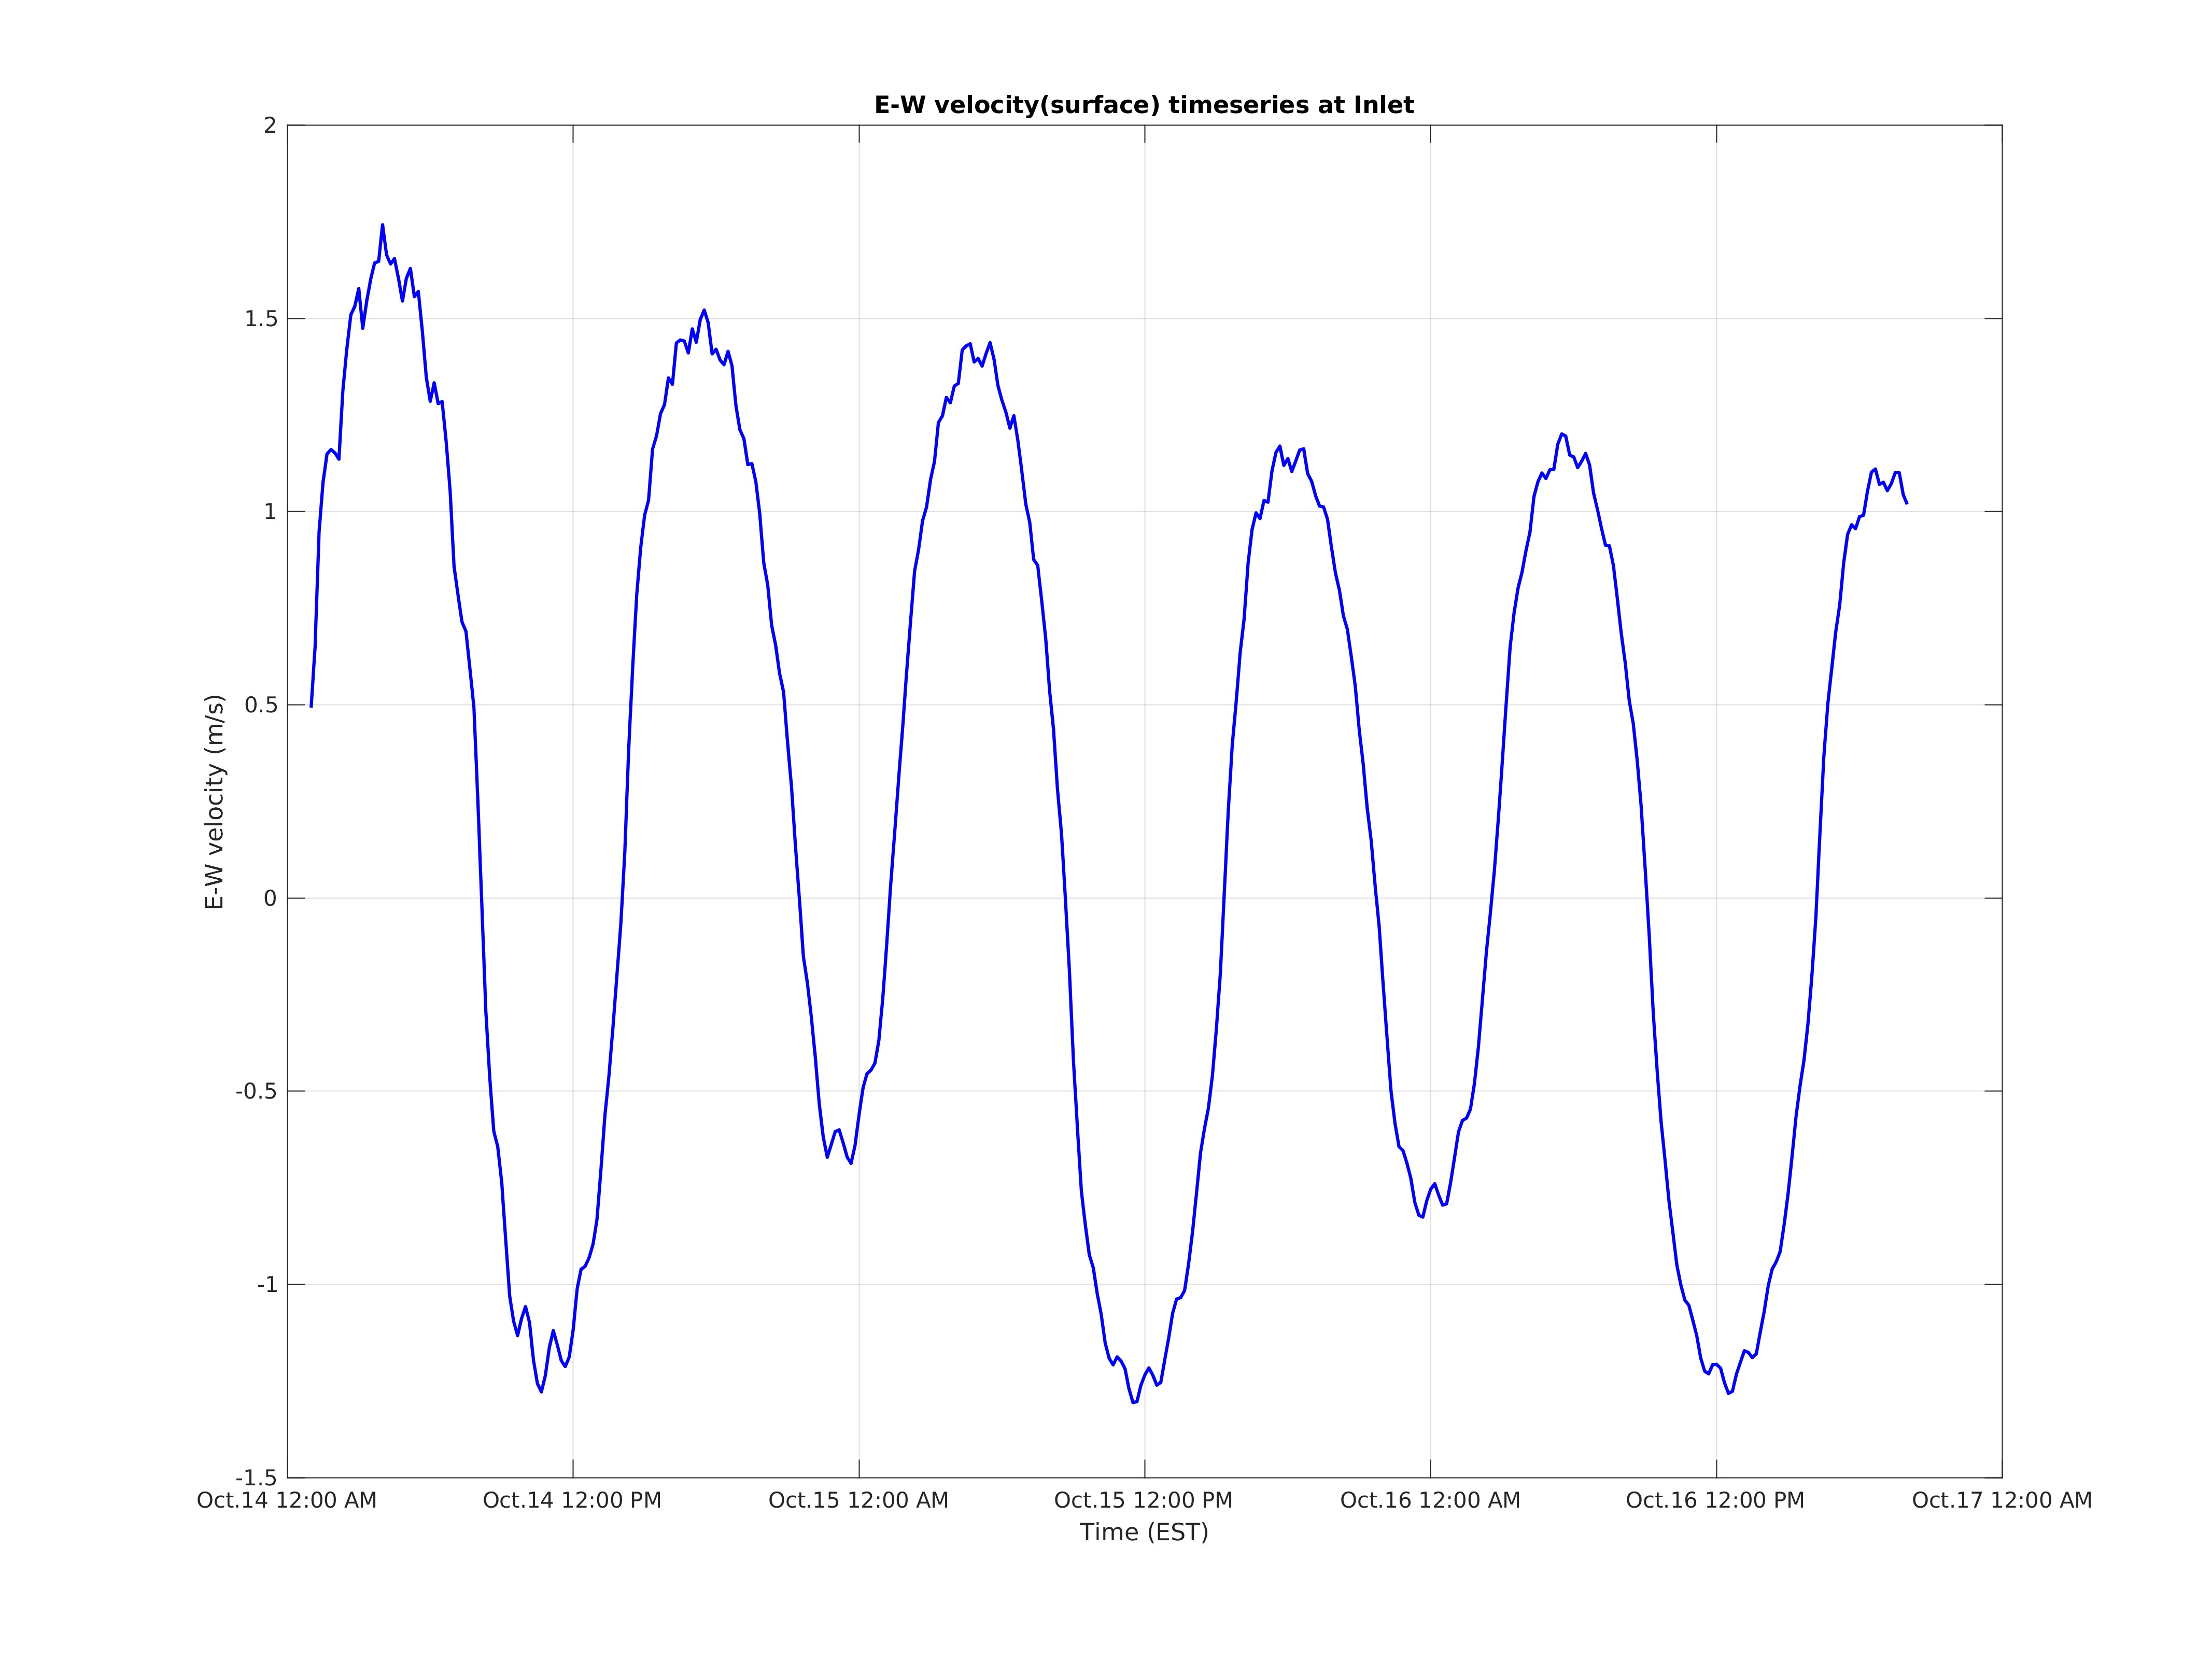 E-W velocity(surface) timeseries at Inlet
2
1.5
1
0.5
0
-0.5
-1
-1.5
E-W velocity (m/s)
Oct.14 12:00 AM Oct.14 12:00 PM Oct.15 12:00 AM Oct.15 12:00 PM Oct.16 12:00 AM Oct.16 12:00 PM Oct.17 12:00 AM
Time (EST)